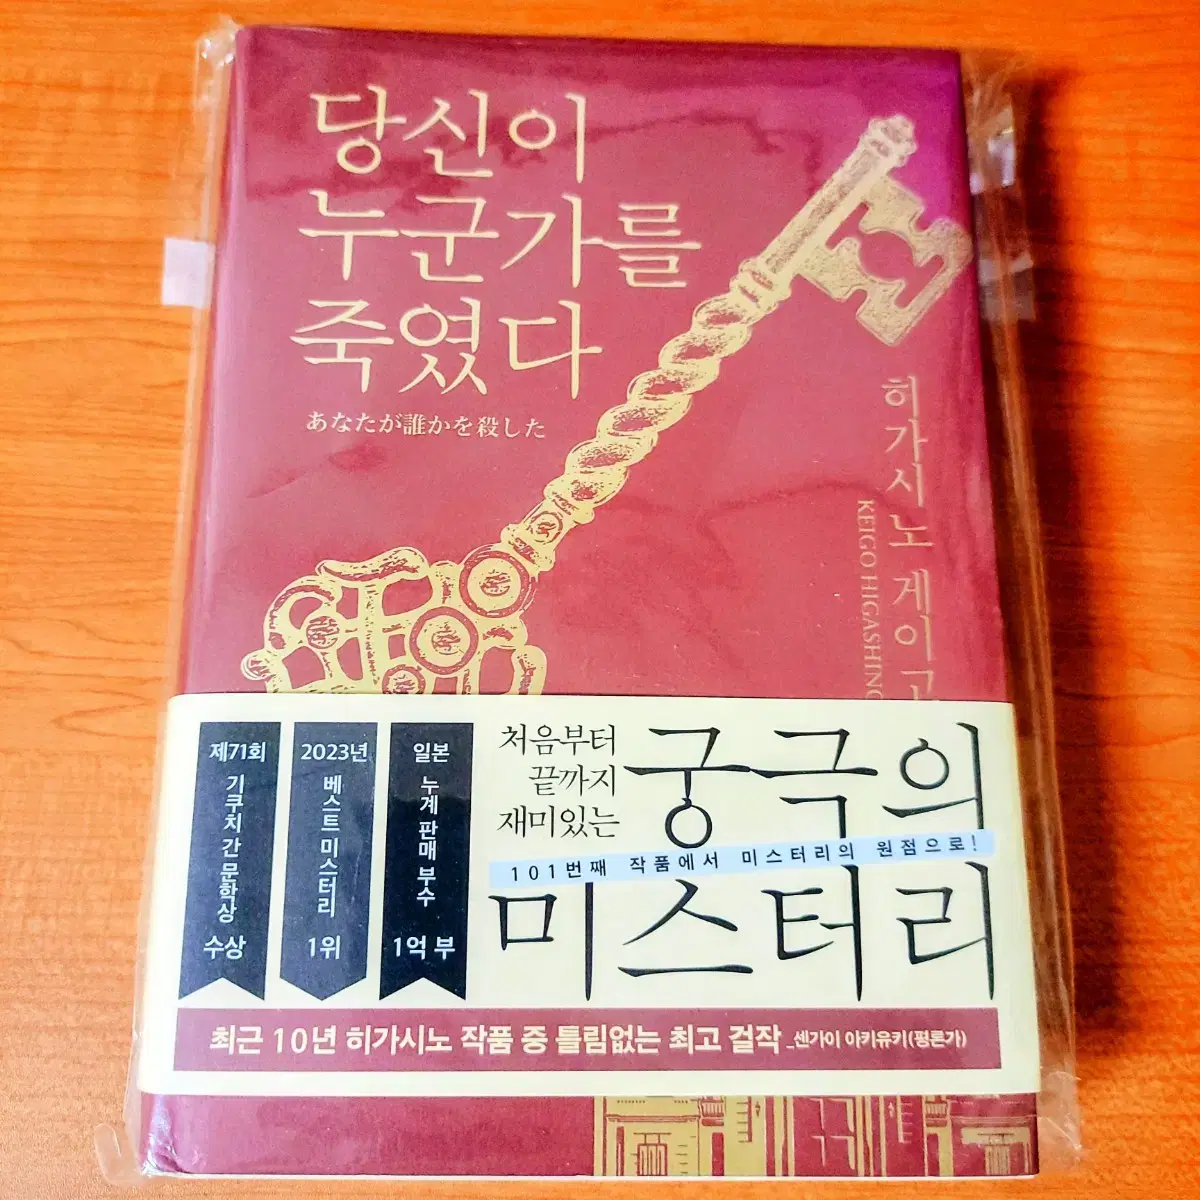 당신이
누군가를
죽였다
あなたが誰かを殺した
히가시노 게이고
KEIGO HIGASHINO
제71회
기쿠치 간 문학상
수상
2023년
베스트 미스터리
1위
일본
누계 판매 부수
1억 부
처음부터
끝까지
재미있는
궁극의
101번째 작품에서 미스터리의 원점으로!
미스터리
최근 10년 히가시노 작품 중 틀림없는 최고 걸작 _센가이 아키유키(평론가)